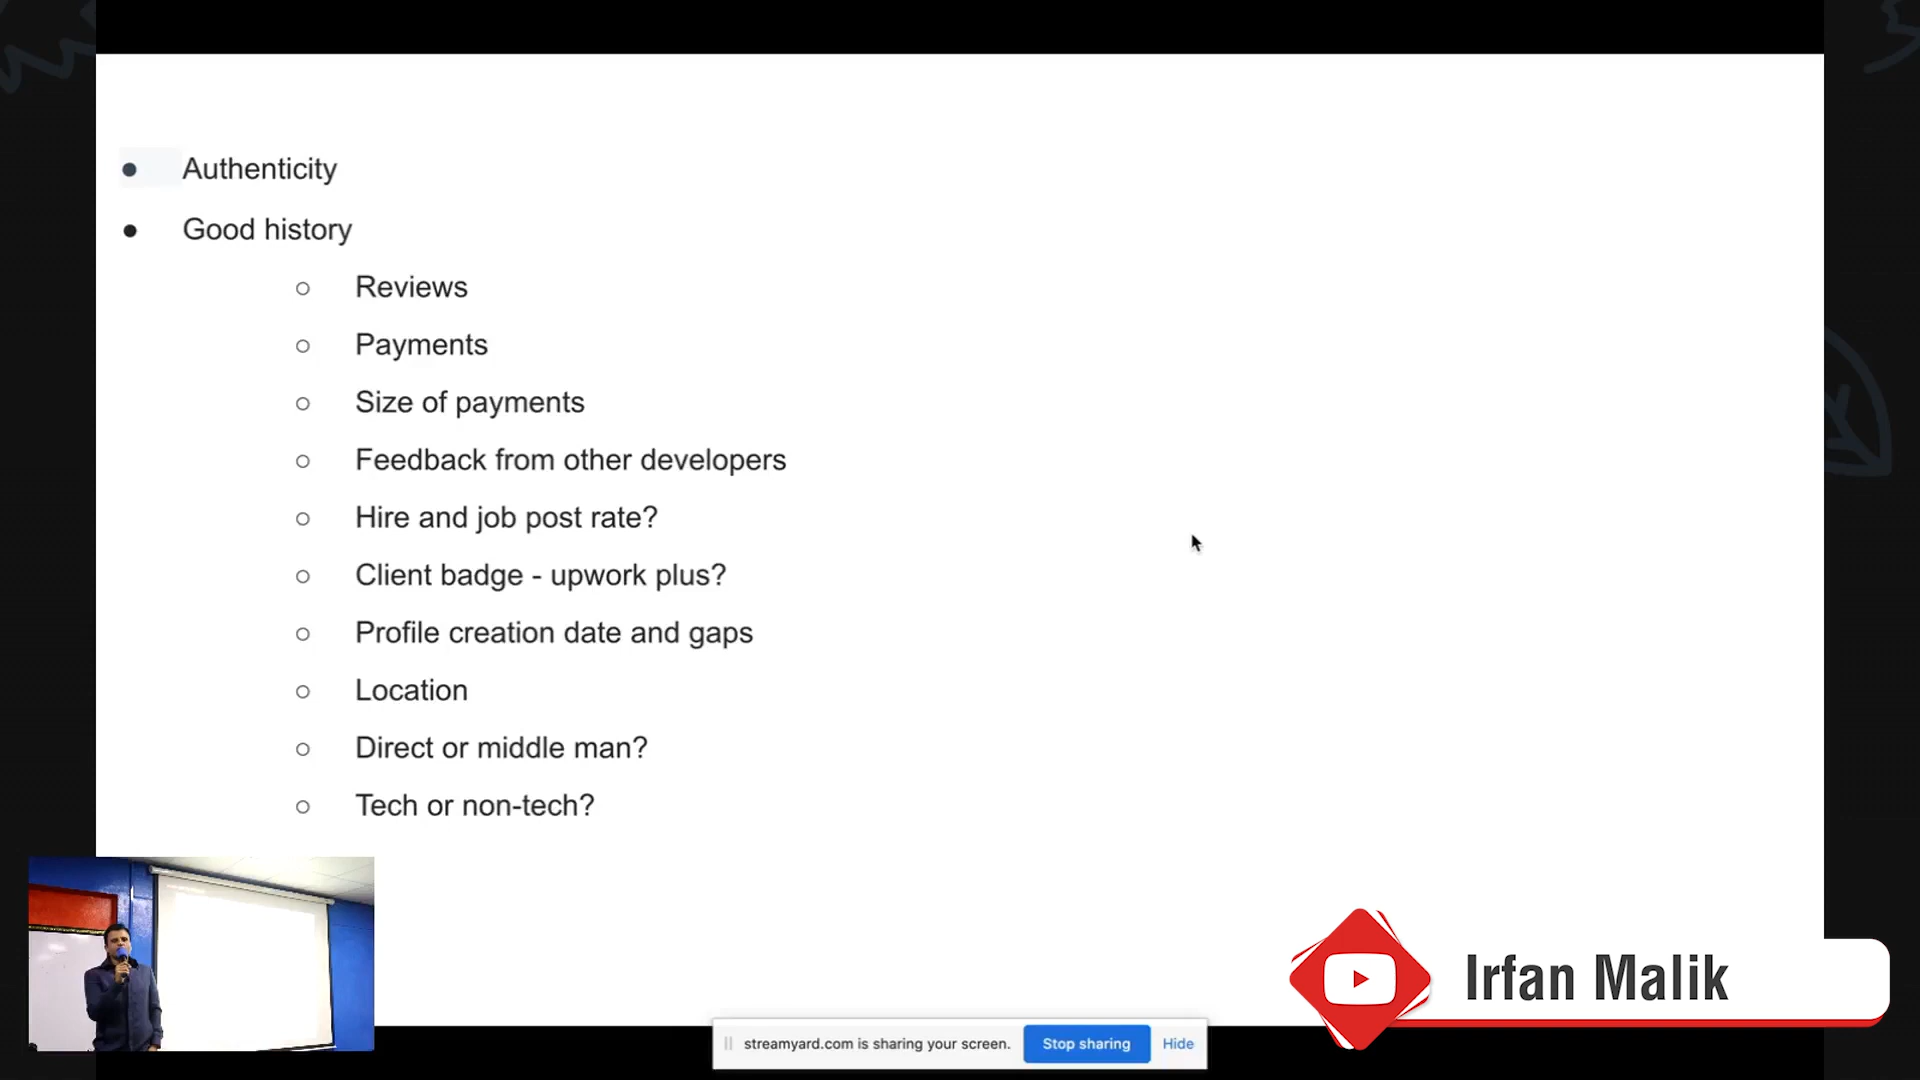 ● Authenticity
● Good history
○ Reviews
○ Payments
○ Size of payments
○ Feedback from other developers
○ Hire and job post rate?
○ Client badge - upwork plus?
○ Profile creation date and gaps
○ Location
○ Direct or middle man?
○ Tech or non-tech?
Irfan Malik
streamyard.com is sharing your screen. Stop sharing Hide